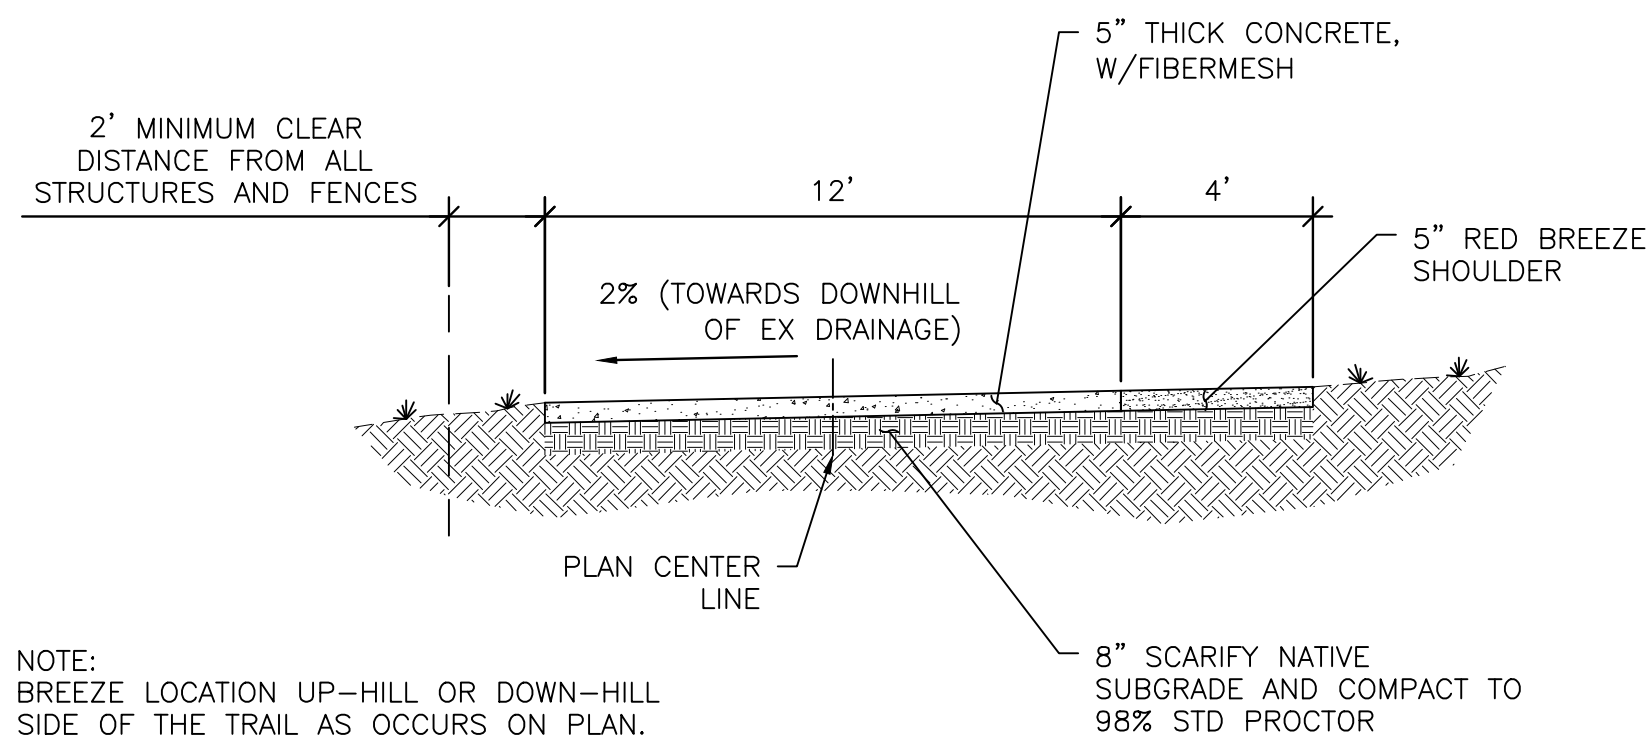 5” THICK CONCRETE,
W/FIBERMESH
2’ MINIMUM CLEAR
DISTANCE FROM ALL
STRUCTURES AND FENCES
12’
4’
5” RED BREEZE
SHOULDER
2% (TOWARDS DOWNHILL
OF EX DRAINAGE)
PLAN CENTER
LINE
8” SCARIFY NATIVE
SUBGRADE AND COMPACT TO
98% STD PROCTOR
NOTE:
BREEZE LOCATION UP-HILL OR DOWN-HILL
SIDE OF THE TRAIL AS OCCURS ON PLAN.